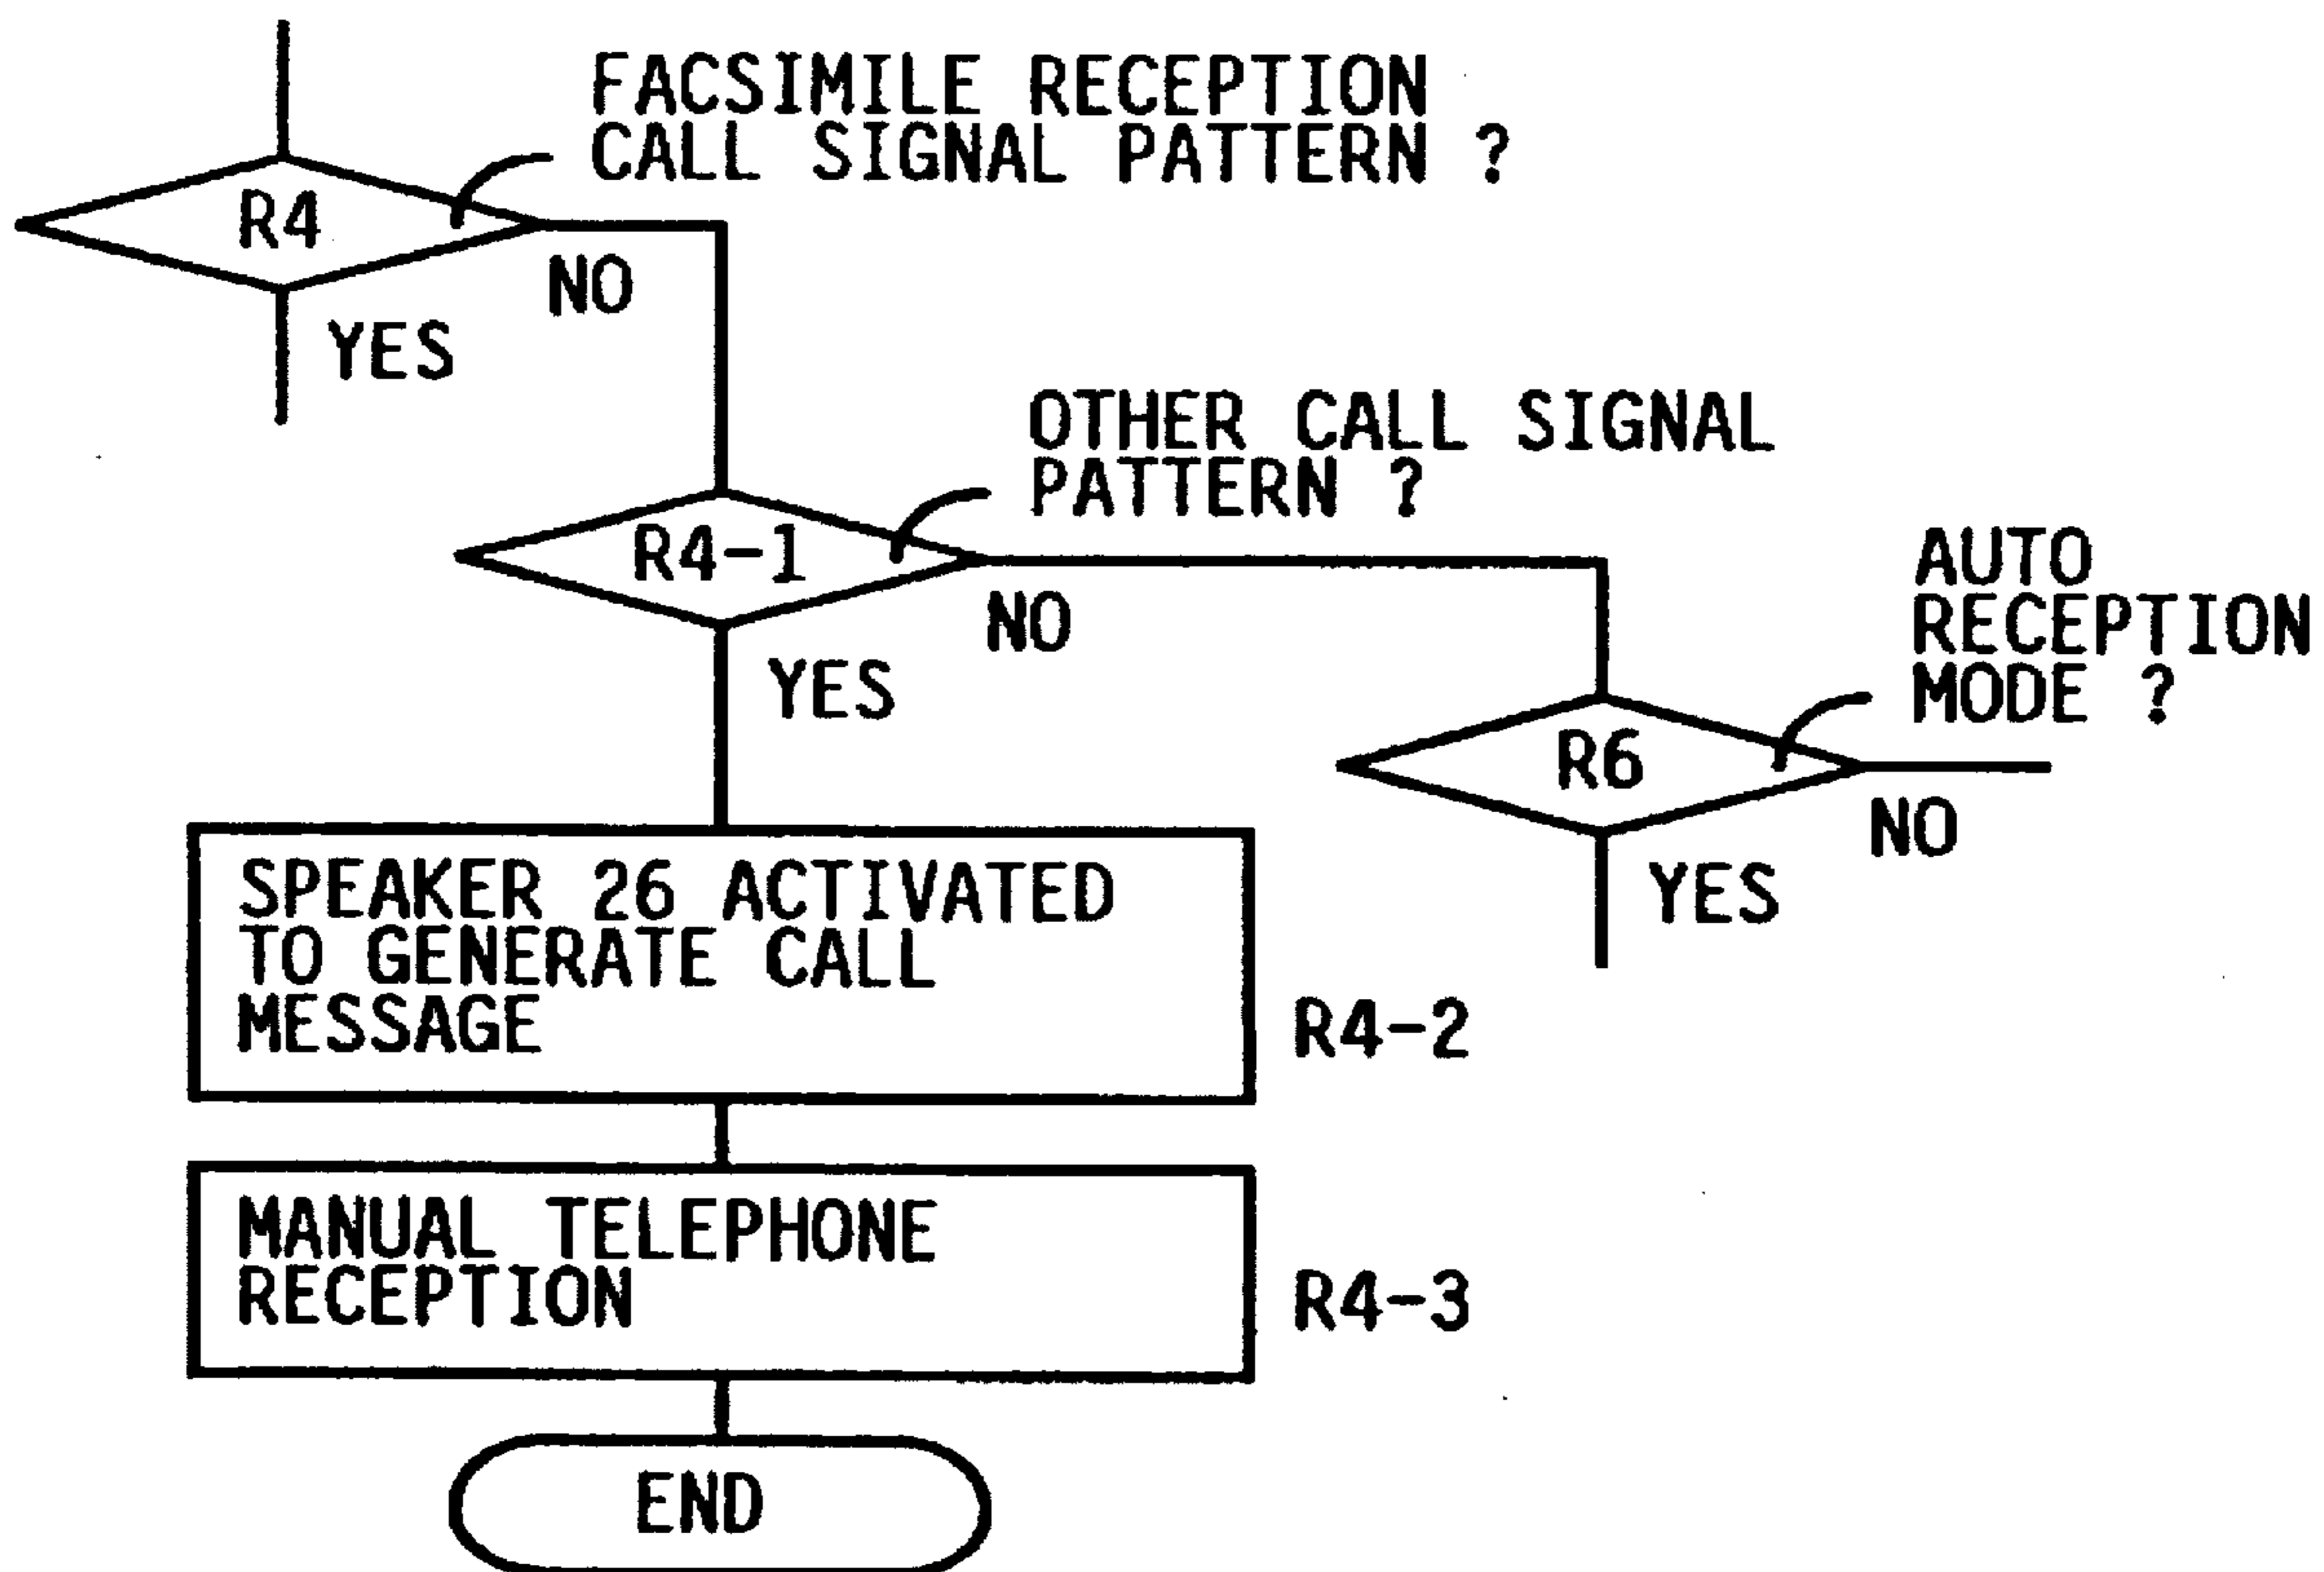 FACSIMILE RECEPTION
CALL SIGNAL PATTERN ?
R4
NO
YES
OTHER CALL SIGNAL
PATTERN ?
R4-1
NO
YES
AUTO
RECEPTION
MODE ?
R6
NO
YES
SPEAKER 26 ACTIVATED
TO GENERATE CALL
MESSAGE
R4-2
MANUAL TELEPHONE
RECEPTION
R4-3
END